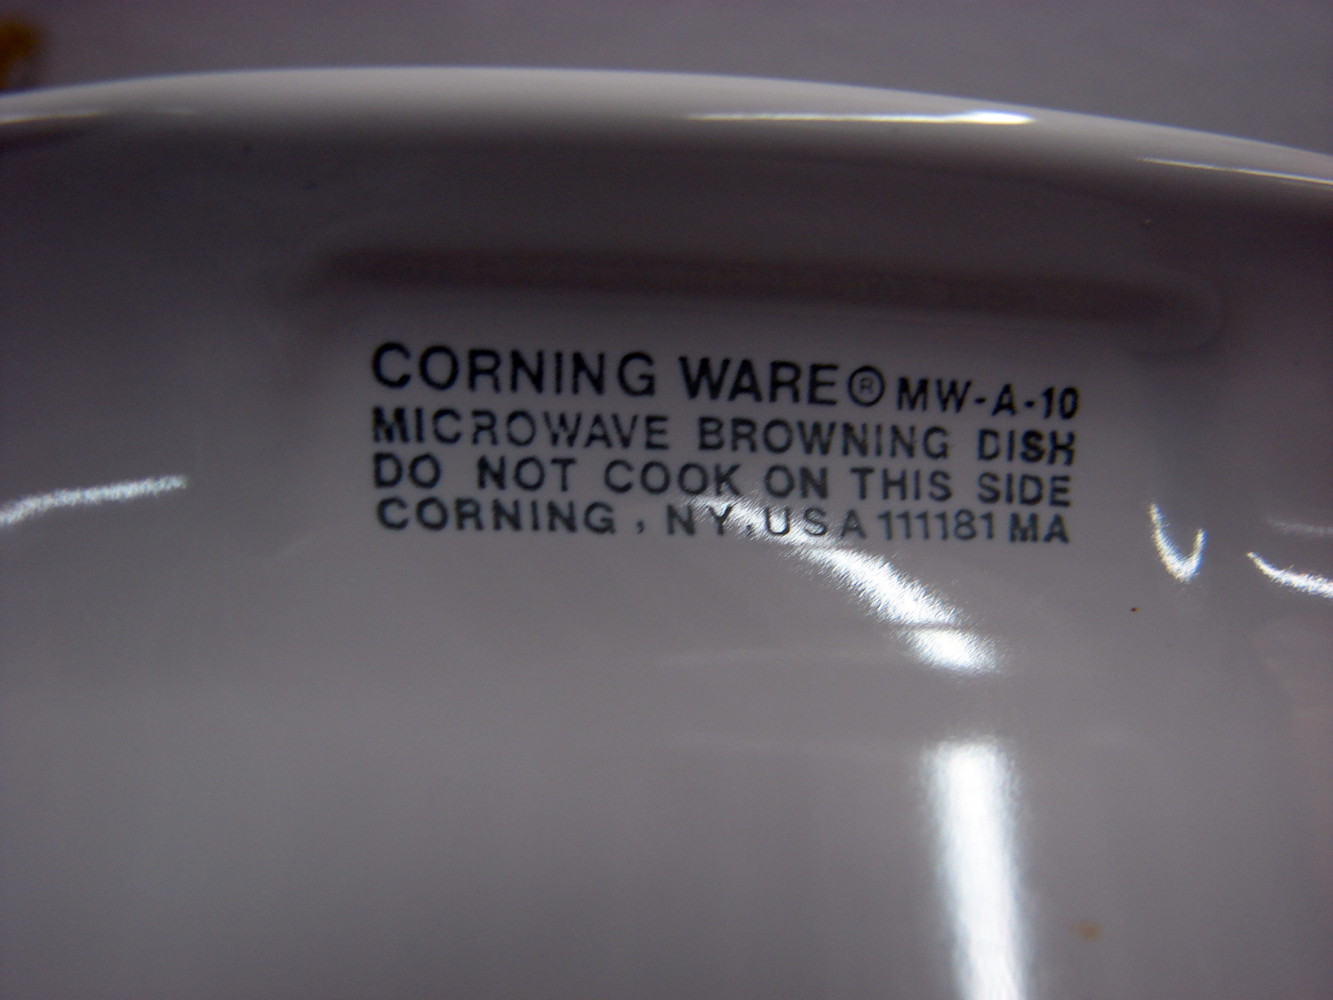 CORNING WARE® MW-A-10
MICROWAVE BROWNING DISH
DO NOT COOK ON THIS SIDE
CORNING, NY, USA 111181 MA